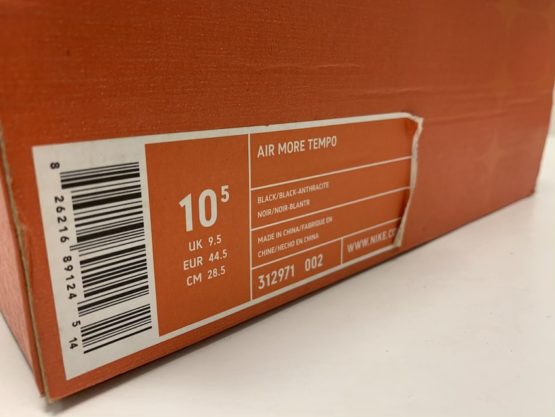 8 26216 89124 5 14
10⁵
UK 9.5
EUR 44.5
CM 28.5
AIR MORE TEMPO
BLACK/BLACK-ANTHRACITE
NOIR/NOIR-BLANTR
MADE IN CHINA/FABRIQUE EN
CHINE/HECHO EN CHINA
312971 002
WWW.NIKE.CO